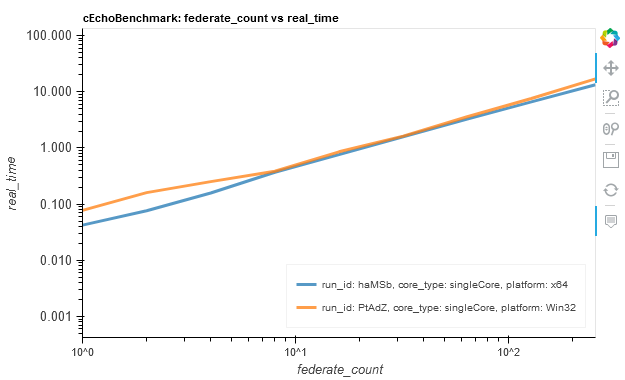 cEchoBenchmark: federate_count vs real_time
100.000
10.000
1.000
0.100
0.010
0.001
real_time
run_id: haMSb, core_type: singleCore, platform: x64
run_id: PtAdZ, core_type: singleCore, platform: Win32
10^0
10^1
10^2
federate_count